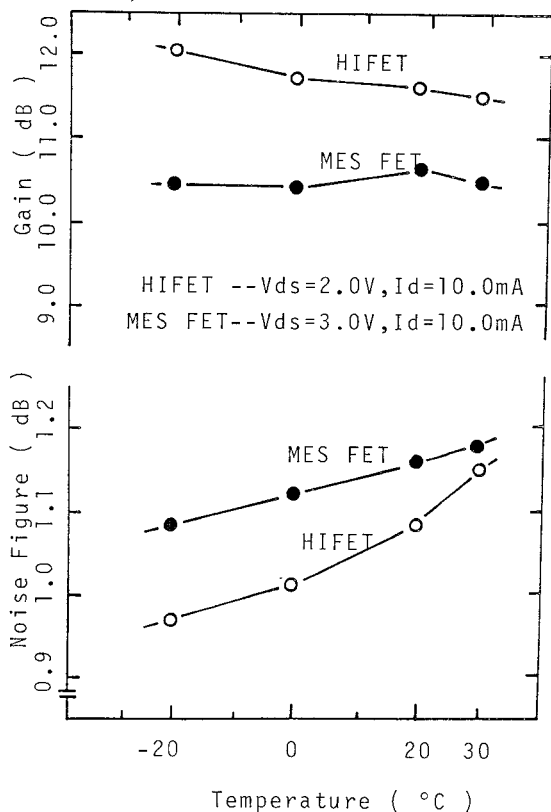 12.0
HIFET
11.0
Gain ( dB )
MES FET
10.0
HIFET --Vds=2.0V,Id=10.0mA
9.0
MES FET--Vds=3.0V,Id=10.0mA
1.2
MES FET
1.1
Noise Figure ( dB )
HIFET
1.0
0.9
-20 0 20 30
Temperature ( °C )